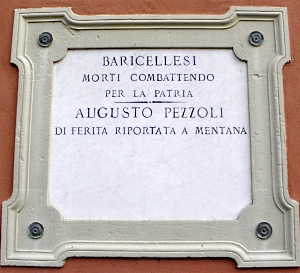 BARICELLESI
MORTI COMBATTENDO
PER LA PATRIA
AUGUSTO PEZZOLI
DI FERITA RIPORTATA A MENTANA